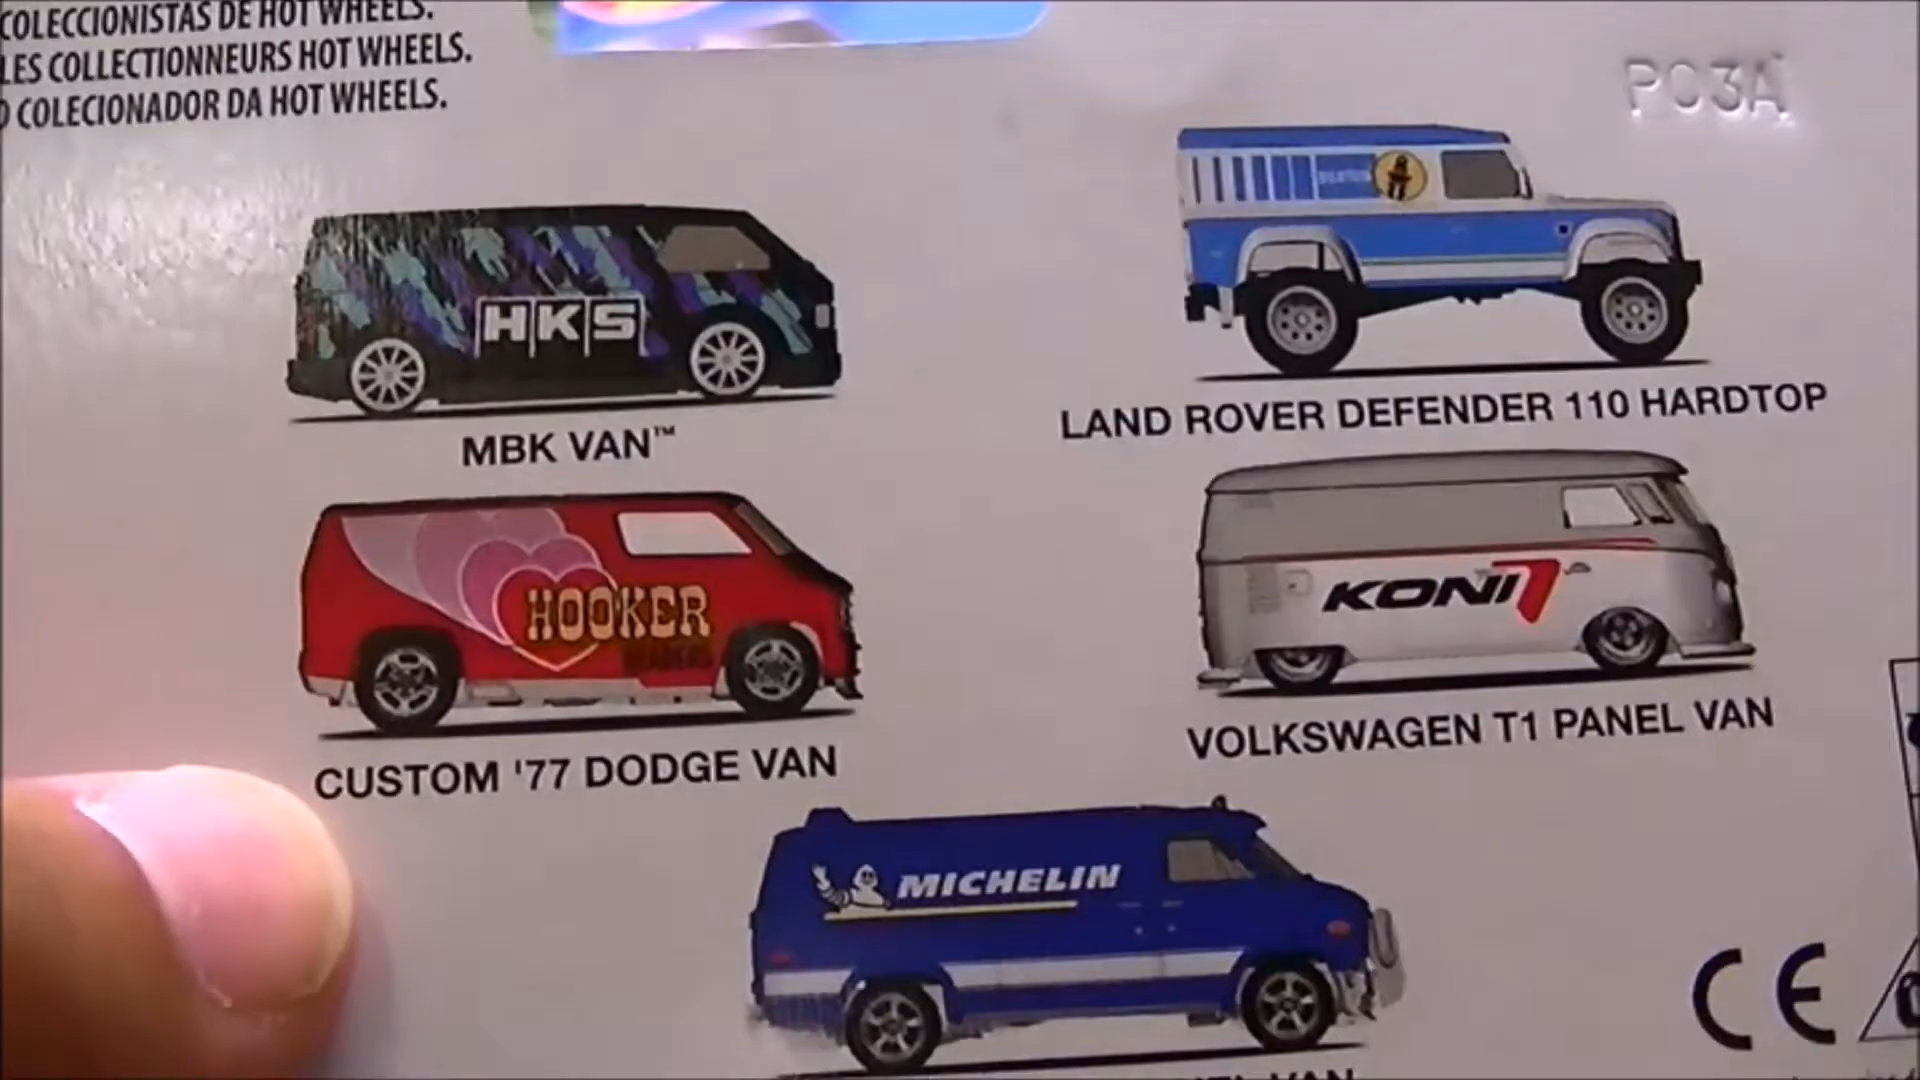 COLECCIONISTAS DE HOT WHEELS.
LES COLLECTIONNEURS HOT WHEELS.
O COLECIONADOR DA HOT WHEELS.
PC3A
HKS
MBK VAN™
LAND ROVER DEFENDER 110 HARDTOP
HOOKER
CUSTOM '77 DODGE VAN
KONI
VOLKSWAGEN T1 PANEL VAN
MICHELIN
VAN
CE